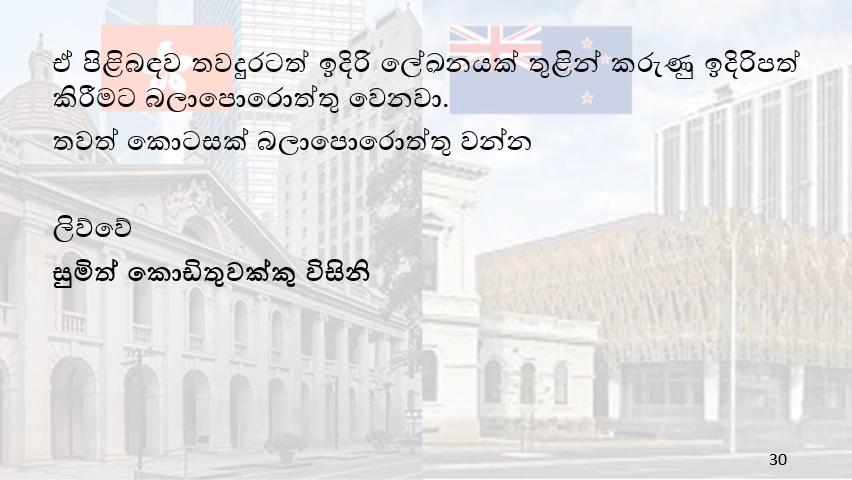 ඒ පිළිබඳව තවදුරටත් ඉදිරි ලේඛනයක් තුළින් කරුණු ඉදිරිපත්
කිරීමට බලාපොරොත්තු වෙනවා.
තවත් කොටසක් බලාපොරොත්තු වන්න
ලිව්වේ
සුමිත් කොඩිතුවක්කු විසිනි
30